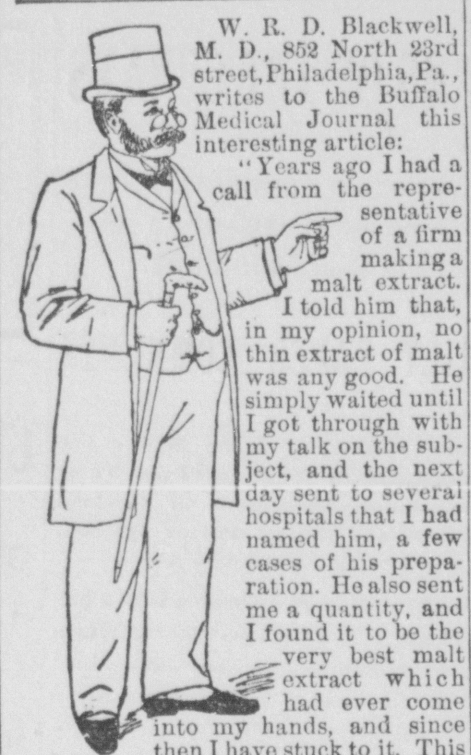 W. R. D. Blackwell,
M. D., 852 North 23rd
street, Philadelphia, Pa.,
writes to the Buffalo
Medical Journal this
interesting article:
"Years ago I had a
call from the repre-
sentative
of a firm
making a
malt extract.
I told him that,
in my opinion, no
thin extract of malt
was any good. He
simply waited until
I got through with
my talk on the sub-
ject, and the next
day sent to several
hospitals that I had
named him, a few
cases of his prepa-
ration. He also sent
me a quantity, and
I found it to be the
very best malt
extract which
had ever come
into my hands, and since
then I have stuck to it. This